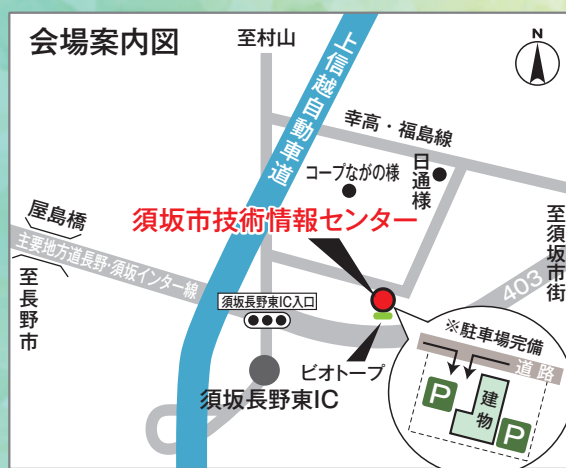 会場案内図
至村山
N
上信越自動車道
幸高・福島線
日通様
コープながの様
須坂市技術情報センター
屋島橋
主要地方道長野・須坂インター線
至長野市
至須坂市街
403
須坂長野東IC入口
※駐車場完備
道路
ビオトープ
須坂長野東IC
P
建物
P